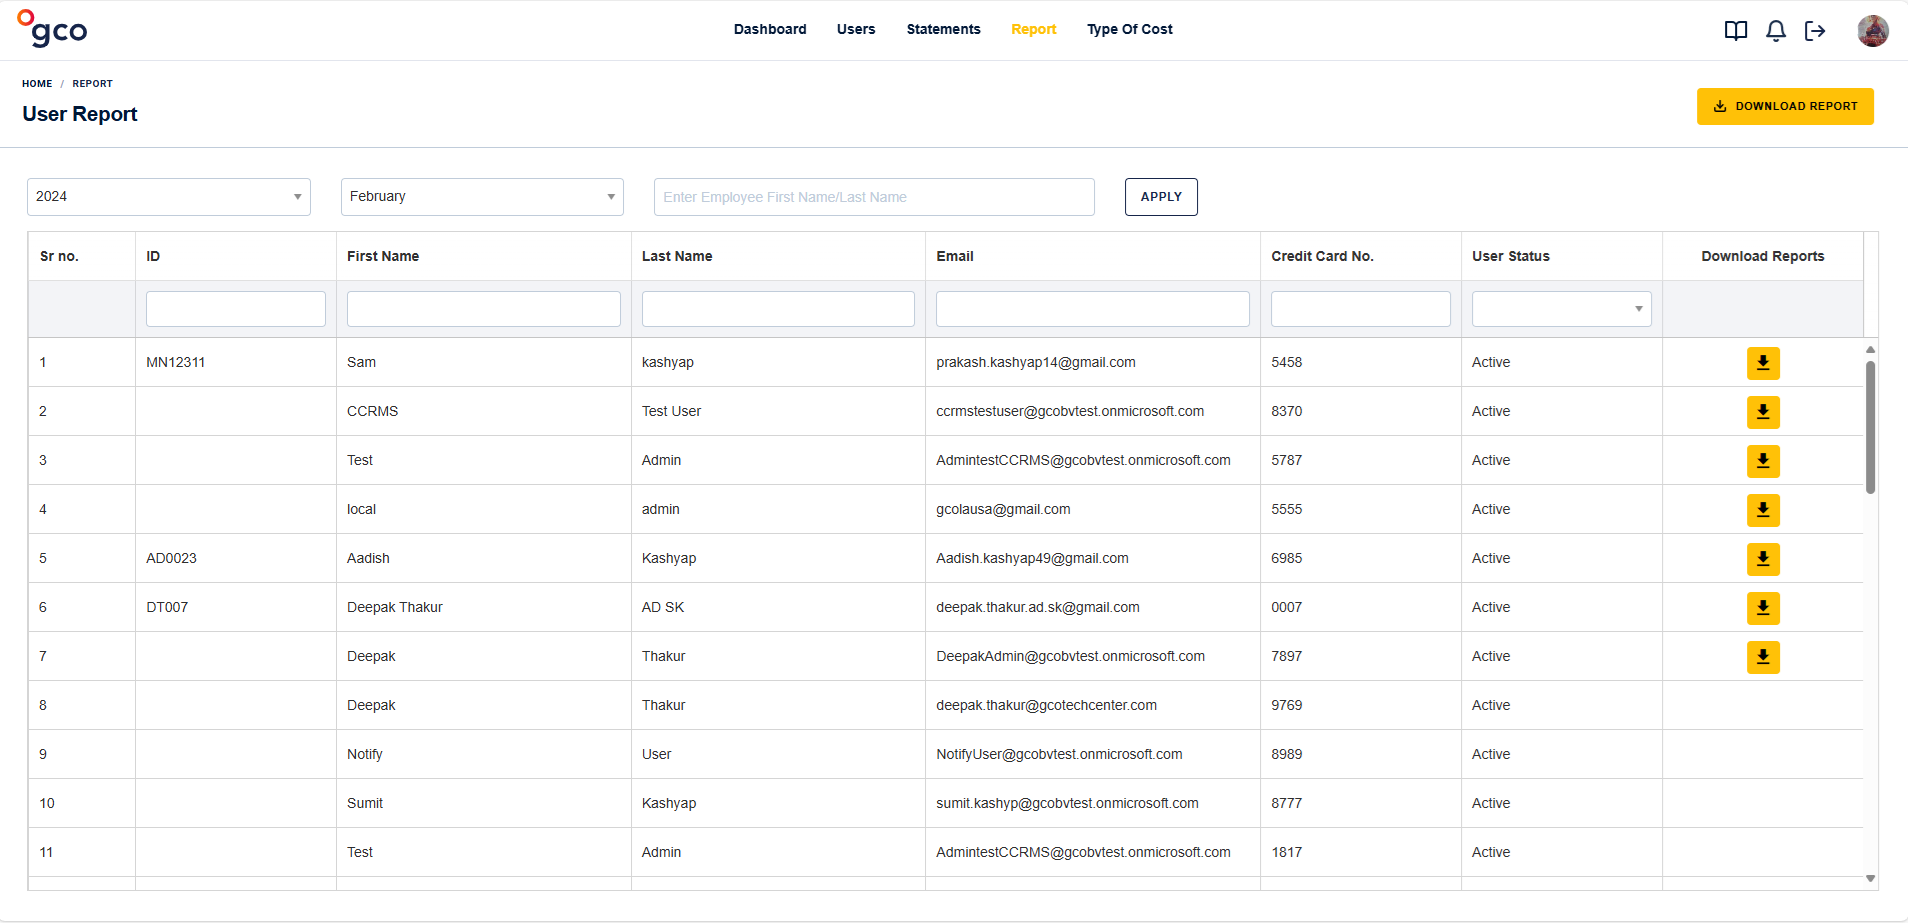 gco
Dashboard Users Statements Report Type Of Cost
HOME / REPORT
User Report
DOWNLOAD REPORT
2024 February Enter Employee First Name/Last Name APPLY
Sr no. ID First Name Last Name Email Credit Card No. User Status Download Reports
1 MN12311 Sam kashyap prakash.kashyap14@gmail.com 5458 Active
2 CCRMS Test User ccrmstestuser@gcobvtest.onmicrosoft.com 8370 Active
3 Test Admin AdmintestCCRMS@gcobvtest.onmicrosoft.com 5787 Active
4 local admin gcolausa@gmail.com 5555 Active
5 AD0023 Aadish Kashyap Aadish.kashyap49@gmail.com 6985 Active
6 DT007 Deepak Thakur AD SK deepak.thakur.ad.sk@gmail.com 0007 Active
7 Deepak Thakur DeepakAdmin@gcobvtest.onmicrosoft.com 7897 Active
8 Deepak Thakur deepak.thakur@gcotechcenter.com 9769 Active
9 Notify User NotifyUser@gcobvtest.onmicrosoft.com 8989 Active
10 Sumit Kashyap sumit.kashyp@gcobvtest.onmicrosoft.com 8777 Active
11 Test Admin AdmintestCCRMS@gcobvtest.onmicrosoft.com 1817 Active